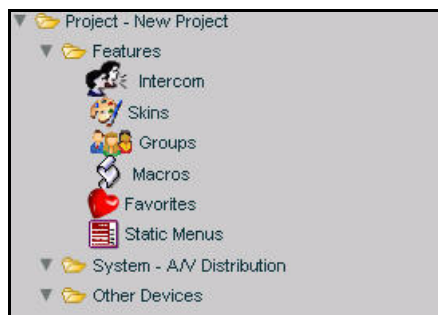 Project - New Project
Features
Intercom
Skins
Groups
Macros
Favorites
Static Menus
System - A/V Distribution
Other Devices